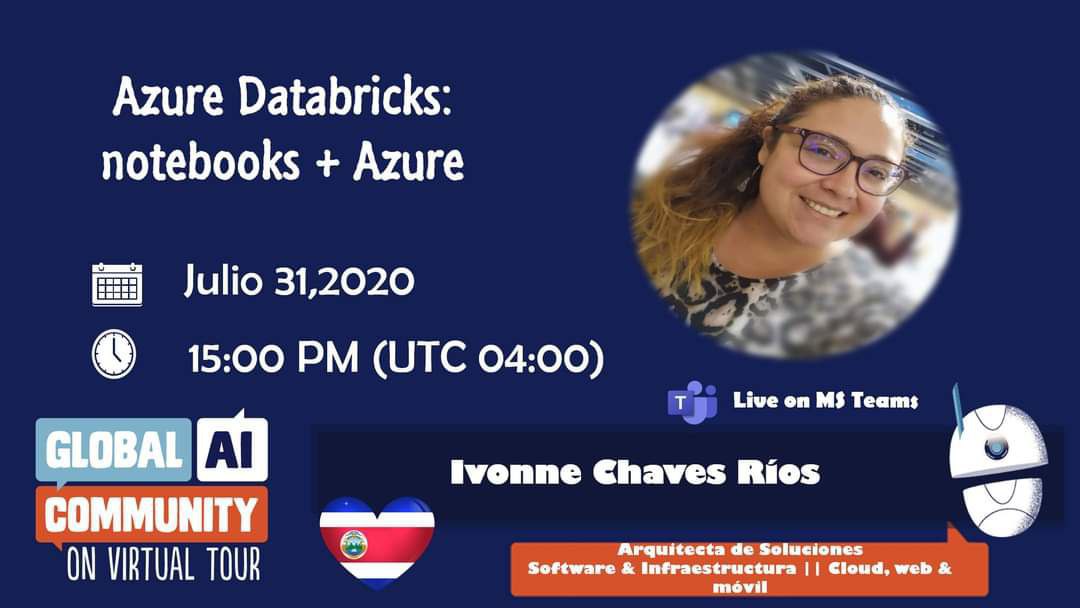 Azure Databricks:
notebooks + Azure
Julio 31,2020
15:00 PM (UTC 04:00)
T
Live on MS Teams
GLOBAL AI
COMMUNITY
ON VIRTUAL TOUR
Ivonne Chaves Ríos
Arquitecta de Soluciones
Software & Infraestructura || Cloud, web &
móvil